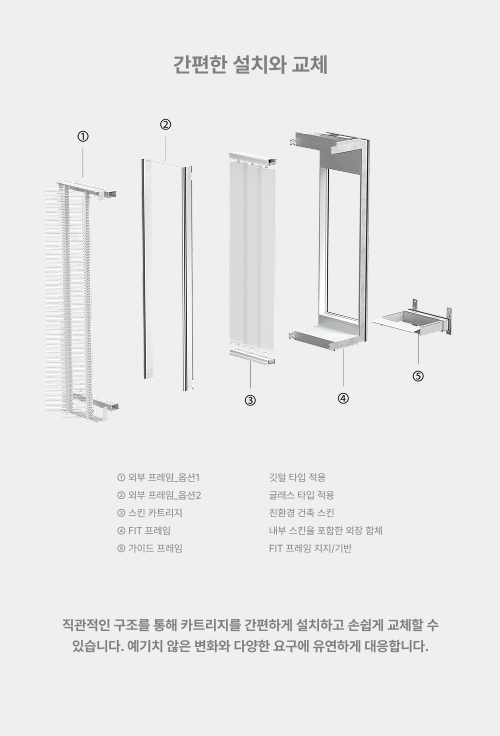 간편한 설치와 교체
①
②
③
④
⑤
① 외부 프레임_옵션1 깃털 타입 적용
② 외부 프레임_옵션2 글래스 타입 적용
③ 스킨 카트리지 친환경 건축 스킨
④ FIT 프레임 내부 스킨을 포함한 외장 함체
⑤ 가이드 프레임 FIT 프레임 지지/기반
직관적인 구조를 통해 카트리지를 간편하게 설치하고 손쉽게 교체할 수
있습니다. 예기치 않은 변화와 다양한 요구에 유연하게 대응합니다.